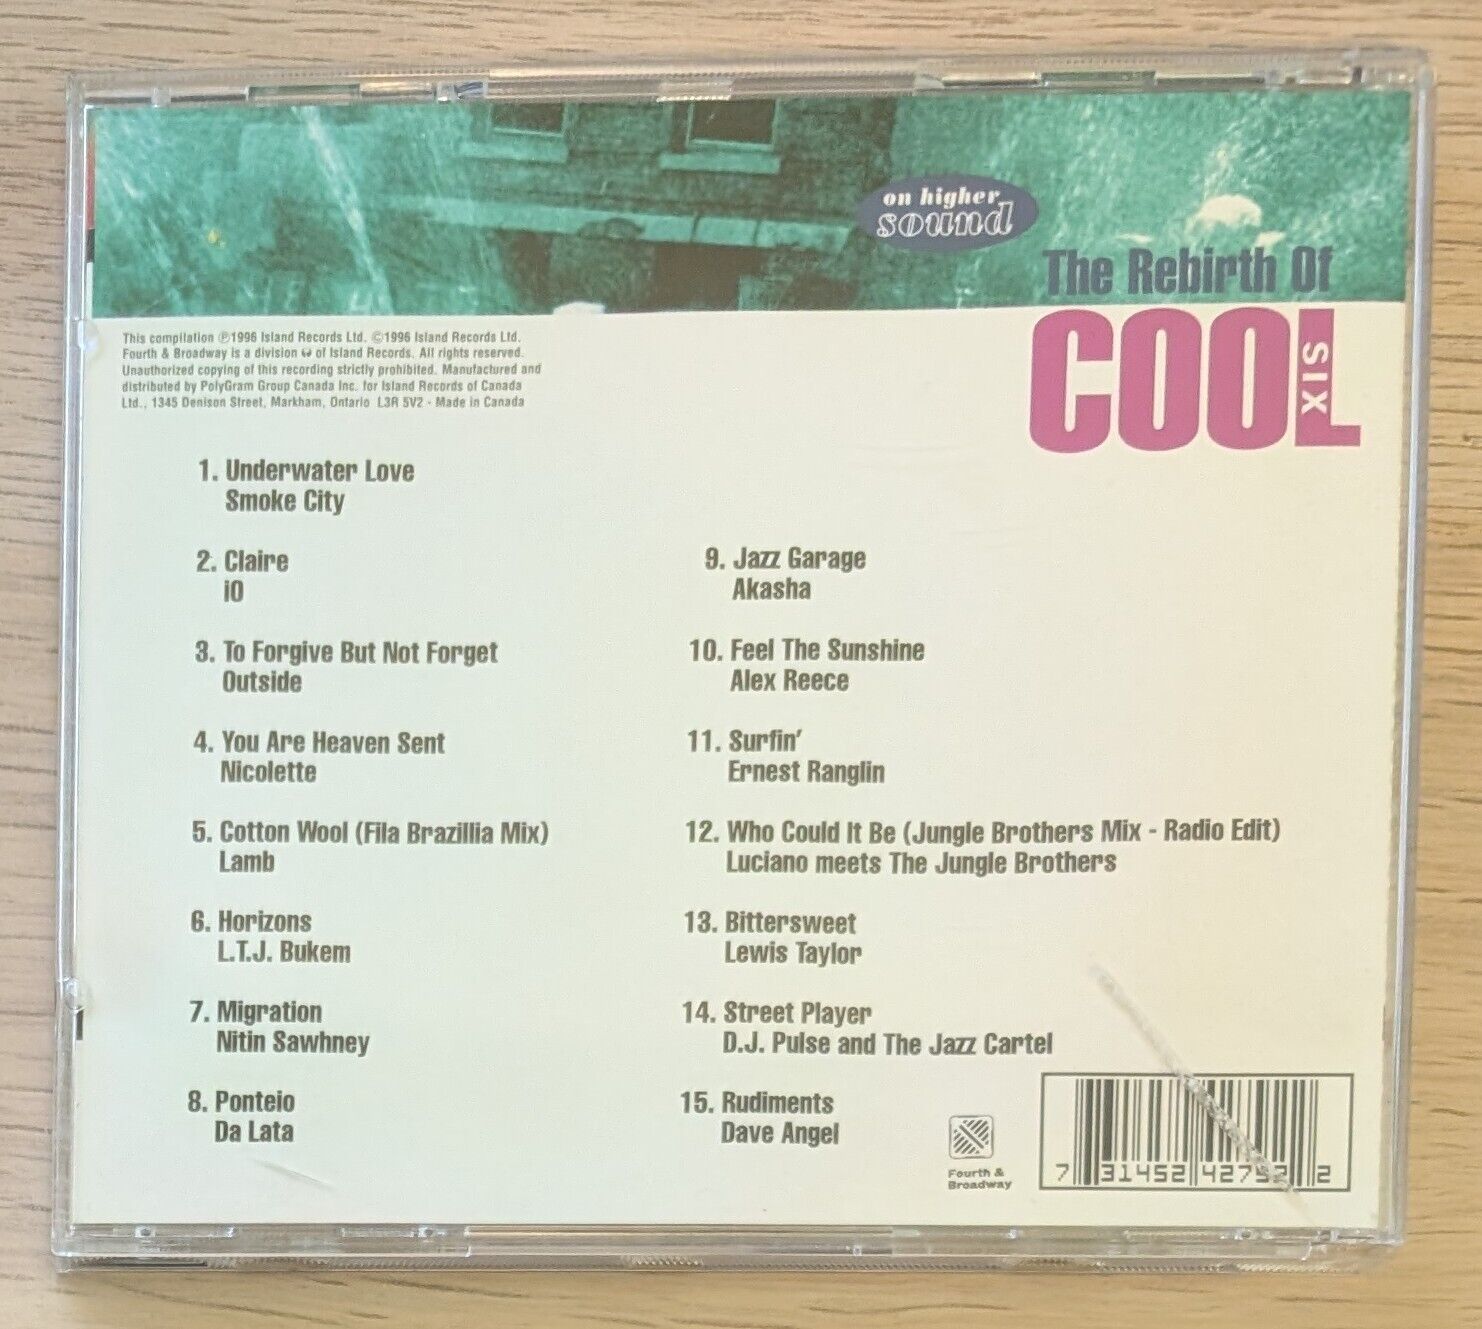 on higher
sound
The Rebirth Of
COOL
SIX
This compilation ℗1996 Island Records Ltd. ©1996 Island Records Ltd.
Fourth & Broadway is a division of Island Records. All rights reserved.
Unauthorized copying of this recording strictly prohibited. Manufactured and
distributed by PolyGram Group Canada Inc. for Island Records of Canada
Ltd., 1345 Denison Street, Markham, Ontario L3R 5V2 - Made in Canada
1. Underwater Love
Smoke City
2. Claire
iO
3. To Forgive But Not Forget
Outside
4. You Are Heaven Sent
Nicolette
5. Cotton Wool (Fila Brazillia Mix)
Lamb
6. Horizons
L.T.J. Bukem
7. Migration
Nitin Sawhney
8. Ponteio
Da Lata
9. Jazz Garage
Akasha
10. Feel The Sunshine
Alex Reece
11. Surfin'
Ernest Ranglin
12. Who Could It Be (Jungle Brothers Mix - Radio Edit)
Luciano meets The Jungle Brothers
13. Bittersweet
Lewis Taylor
14. Street Player
D.J. Pulse and The Jazz Cartel
15. Rudiments
Dave Angel
Fourth &
Broadway
7 31452 42752 2